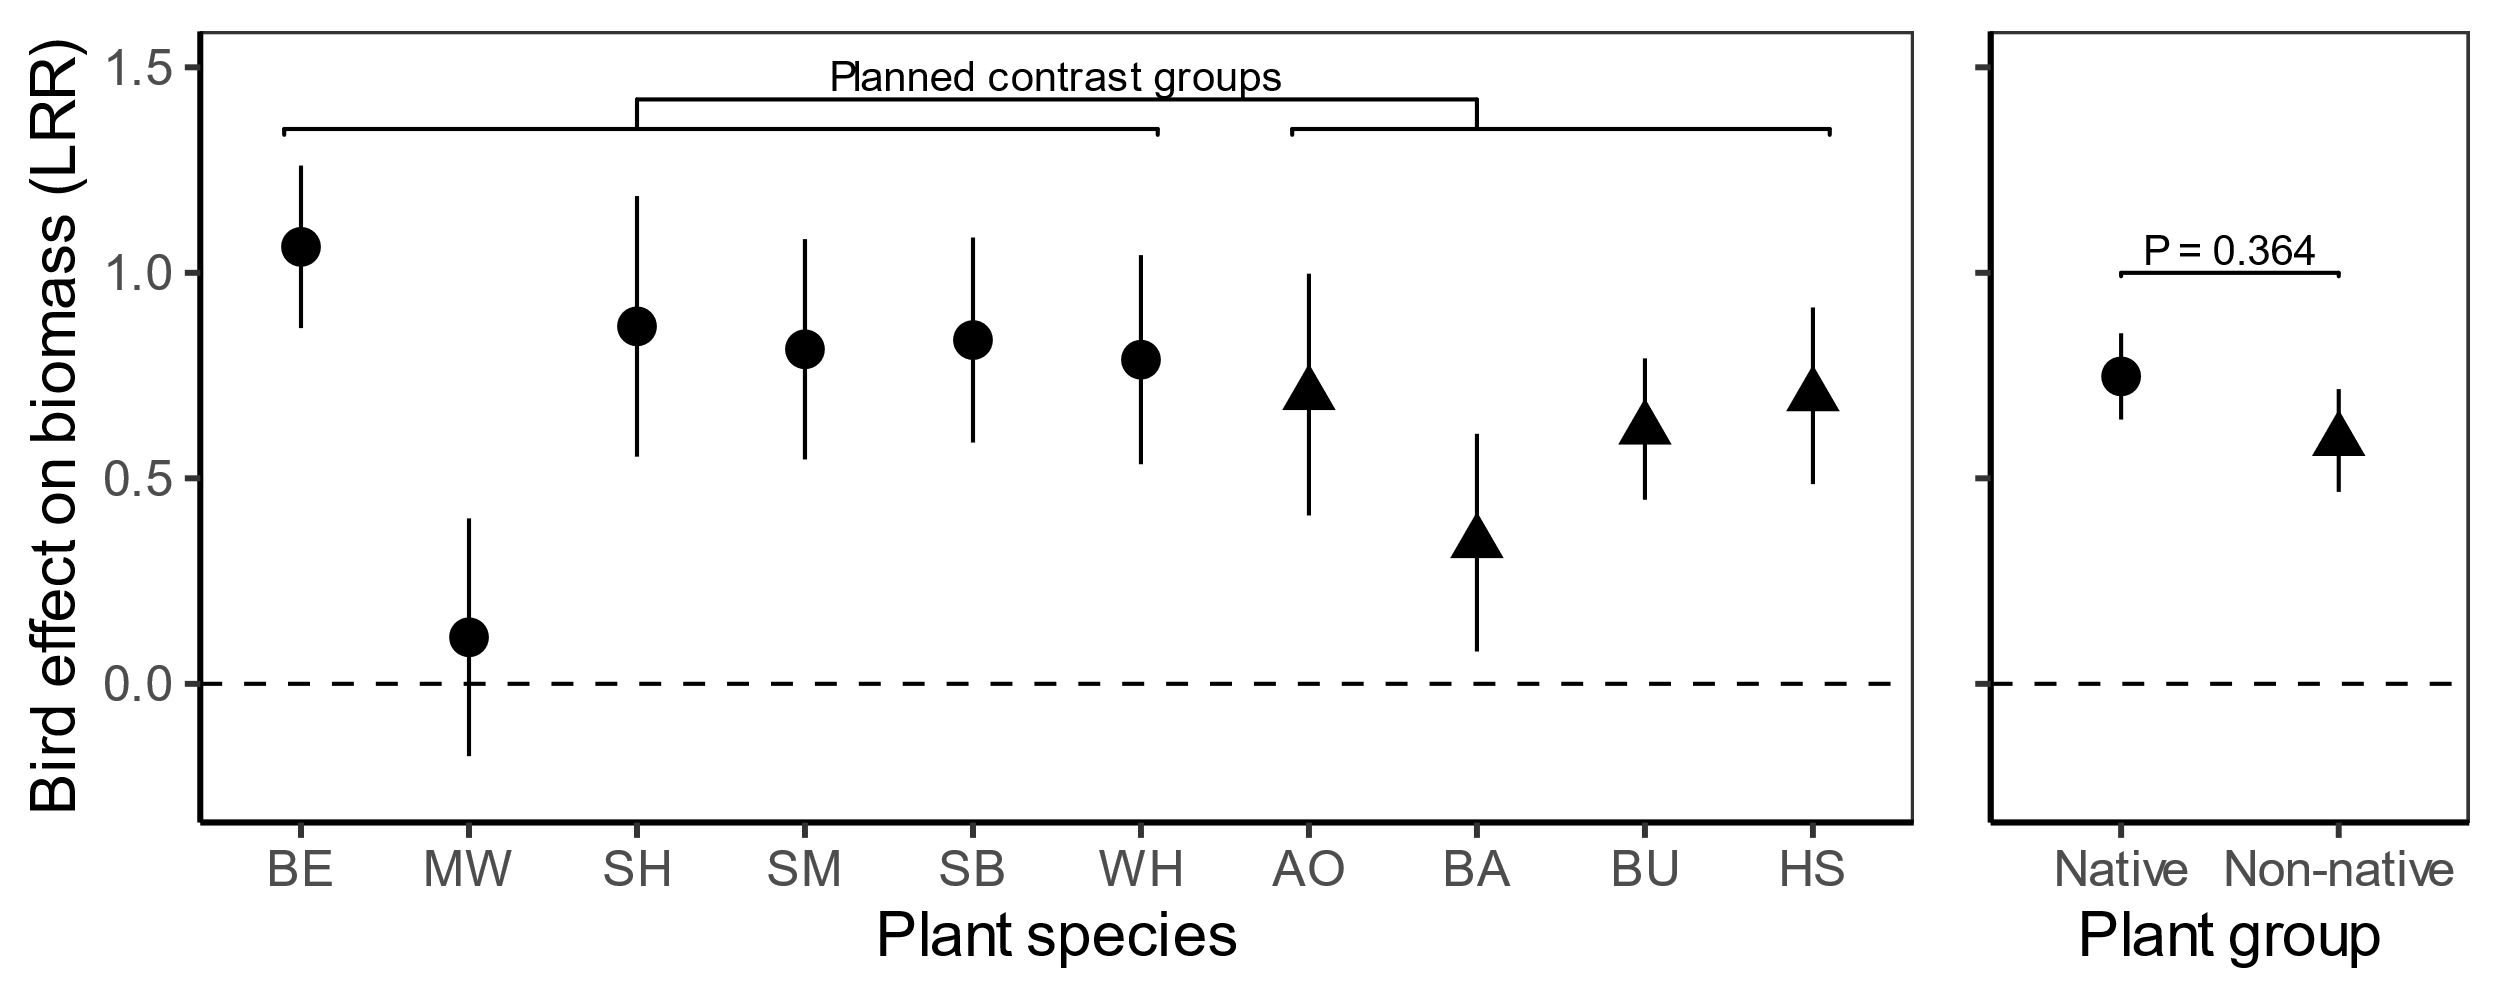 Bird effect on biomass (LRR)
1.5
1.0
0.5
0.0
Planned contrast groups
BE MW SH SM SB WH AO BA BU HS
Plant species
P = 0.364
Native Non-native
Plant group